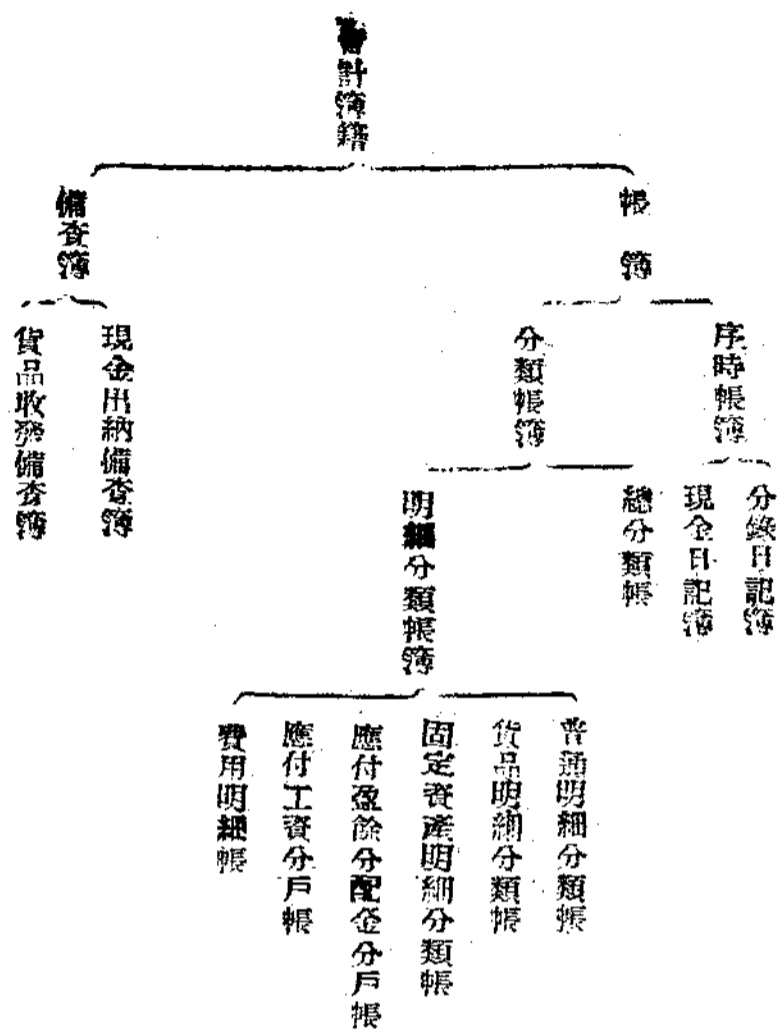 會計簿籍
帳簿
序時帳簿
分錄日記簿
現金日記簿
分類帳簿
總分類帳
明細分類帳簿
普通明細分類帳
貨品明細分類帳
固定資產明細分類帳
應付盈餘分配金分戶帳
應付工資分戶帳
費用明細帳
備查簿
現金出納備查簿
貨品收發備查簿